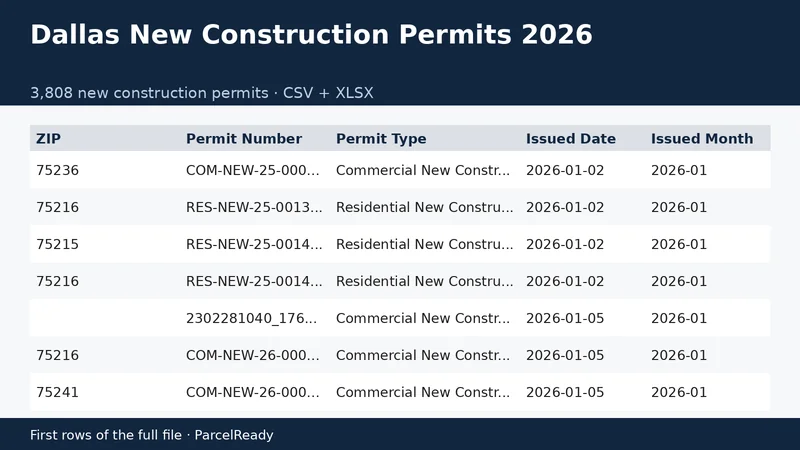 Dallas New Construction Permits 2026
3,808 new construction permits · CSV + XLSX
ZIP Permit Number Permit Type Issued Date Issued Month
75236 COM-NEW-25-000... Commercial New Constr... 2026-01-02 2026-01
75216 RES-NEW-25-0013... Residential New Constru... 2026-01-02 2026-01
75215 RES-NEW-25-0014... Residential New Constru... 2026-01-02 2026-01
75216 RES-NEW-25-0014... Residential New Constru... 2026-01-02 2026-01
2302281040_176... Commercial New Constr... 2026-01-05 2026-01
75216 COM-NEW-26-000... Commercial New Constr... 2026-01-05 2026-01
75241 COM-NEW-26-000... Commercial New Constr... 2026-01-05 2026-01
First rows of the full file · ParcelReady